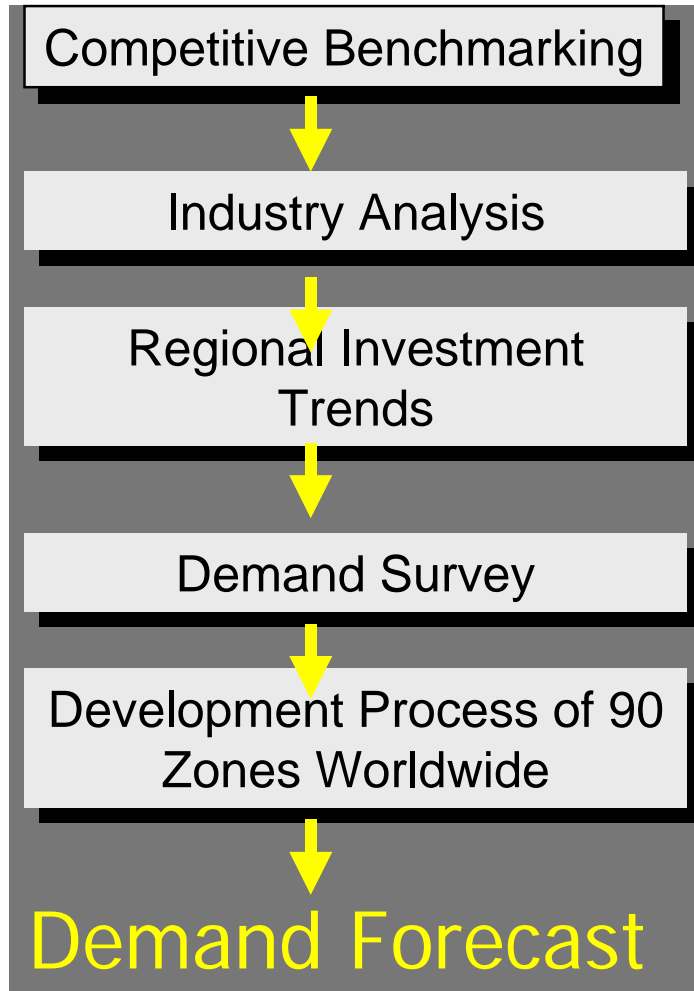 Competitive Benchmarking
Industry Analysis
Regional Investment
Trends
Demand Survey
Development Process of 90
Zones Worldwide
Demand Forecast